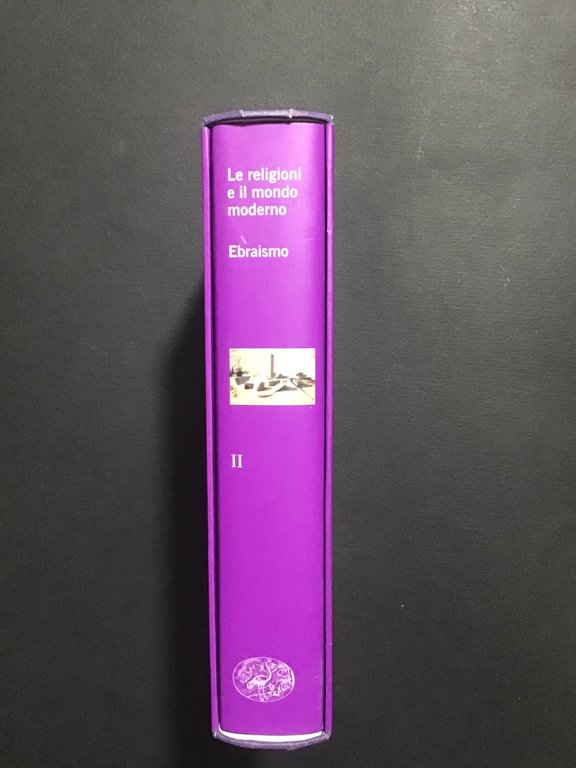 Le religioni
e il mondo
moderno
Ebraismo
II